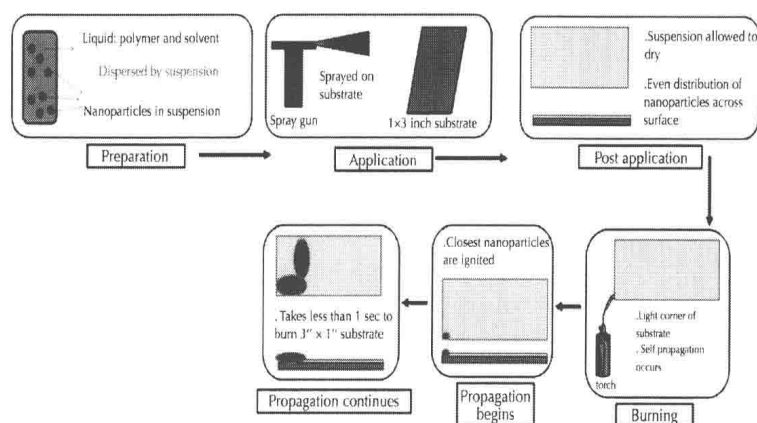 Liquid: polymer and solvent
Dispersed by suspension
Nanoparticles in suspension
Preparation
Spray gun
Sprayed on
substrate
1×3 inch substrate
Application
.Suspension allowed to
dry
.Even distribution of
nanoparticles across
surface
Post application
torch
.Light corner of
substrate
. Self propagation
occurs
Burning
.Closest nanoparticles
are ignited
Propagation
begins
. Takes less than 1 sec to
burn 3" × 1" substrate
Propagation continues